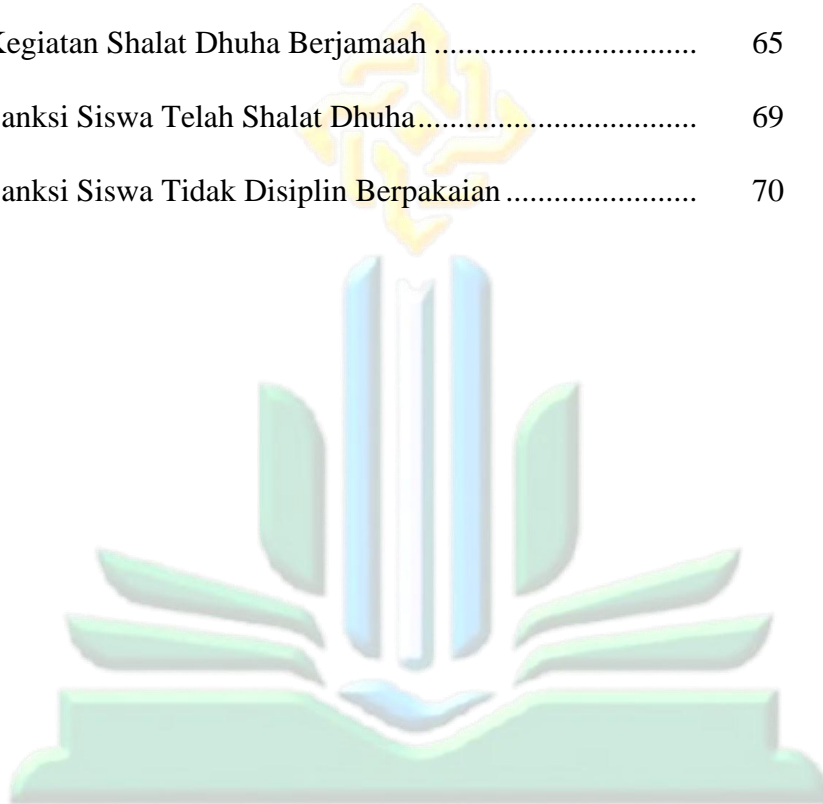 Kegiatan Shalat Dhuha Berjamaah ................................. 65
anksi Siswa Telah Shalat Dhuha................................... 69
anksi Siswa Tidak Disiplin Berpakaian ........................ 70